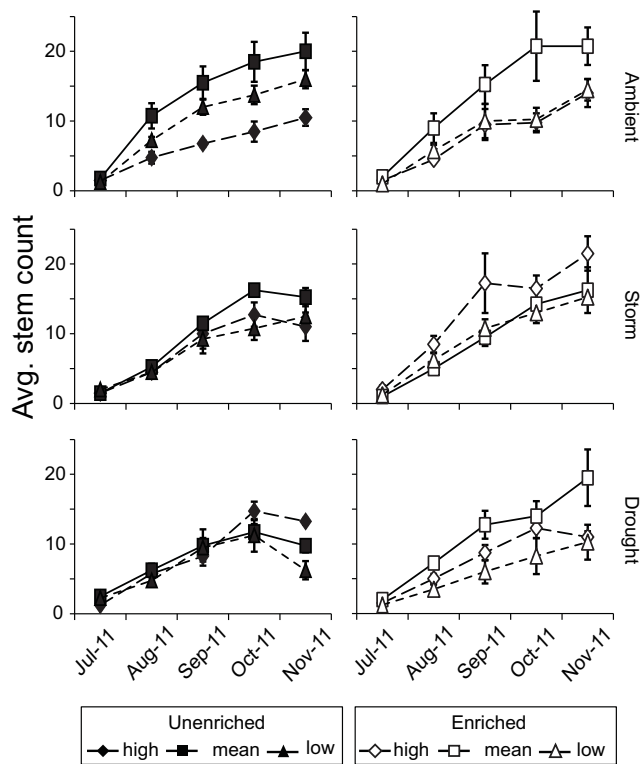 20
10
0
Ambient
20
10
0
Storm
20
10
0
Drought
Avg. stem count
Jul-11 Aug-11 Sep-11 Oct-11 Nov-11
Jul-11 Aug-11 Sep-11 Oct-11 Nov-11
Unenriched
high mean low
Enriched
high mean low